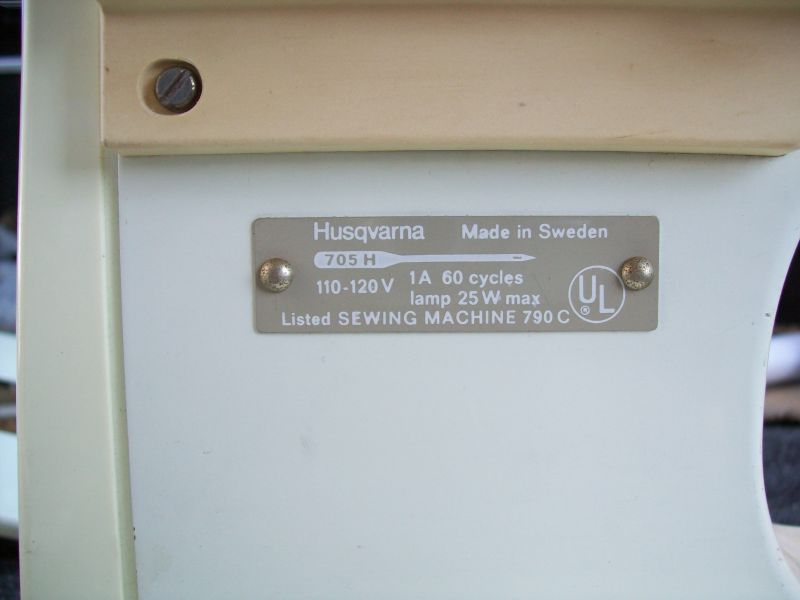 Husqvarna Made in Sweden
705 H
110-120 V 1A 60 cycles
lamp 25 W max
UL ®
Listed SEWING MACHINE 790 C